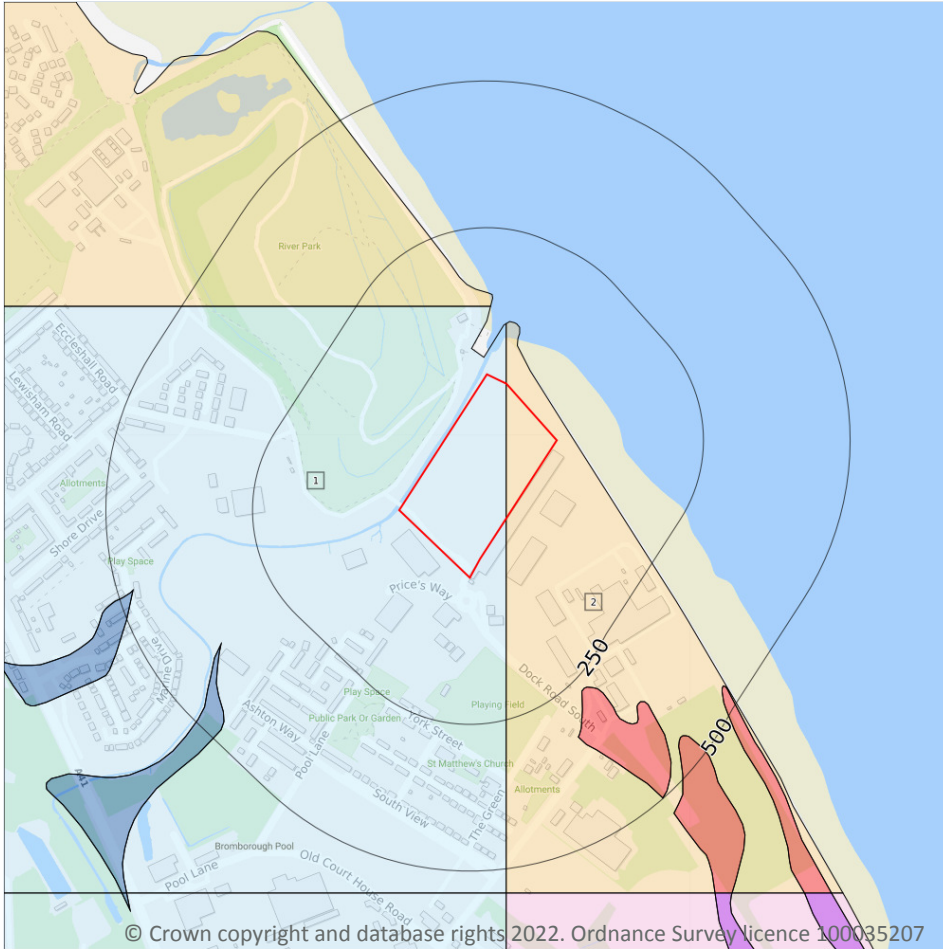 River Park
Eccleshall Road
Lewisham Road
Allotments
1
Shore Drive
Play Space
Price's Way
2
250
Marine Drive
Dock Road South
Play Space
Playing Field
Ashton Way
Public Park Or Garden
York Street
500
Pool Lane
St Matthew's Church
A41
Allotments
South View
The Green
Bromborough Pool
Old Court House Road
Pool Lane
© Crown copyright and database rights 2022. Ordnance Survey licence 100035207